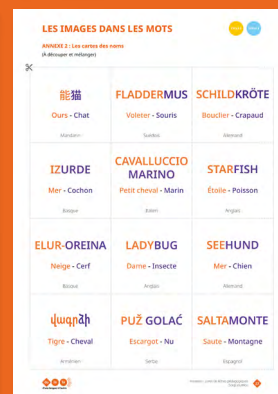 LES IMAGES DANS LES MOTS
ANNEXE 2 : Les cartes des noms
(À découper et mélanger)
能猫
Ours - Chat
Mandarin
FLADDERMUS
Voleter - Souris
Suédois
SCHILDKRÖTE
Bouclier - Crapaud
Allemand
IZURDE
Mer - Cochon
Basque
CAVALLUCCIO
MARINO
Petit cheval - Marin
Italien
STARFISH
Étoile - Poisson
Anglais
ELUR-OREINA
Neige - Cerf
Basque
LADYBUG
Dame - Insecte
Anglais
SEEHUND
Mer - Chien
Allemand
վագրձի
Tigre - Cheval
Arménien
PUŽ GOLAĆ
Escargot - Nu
Serbe
SALTAMONTE
Saute - Montagne
Espagnol